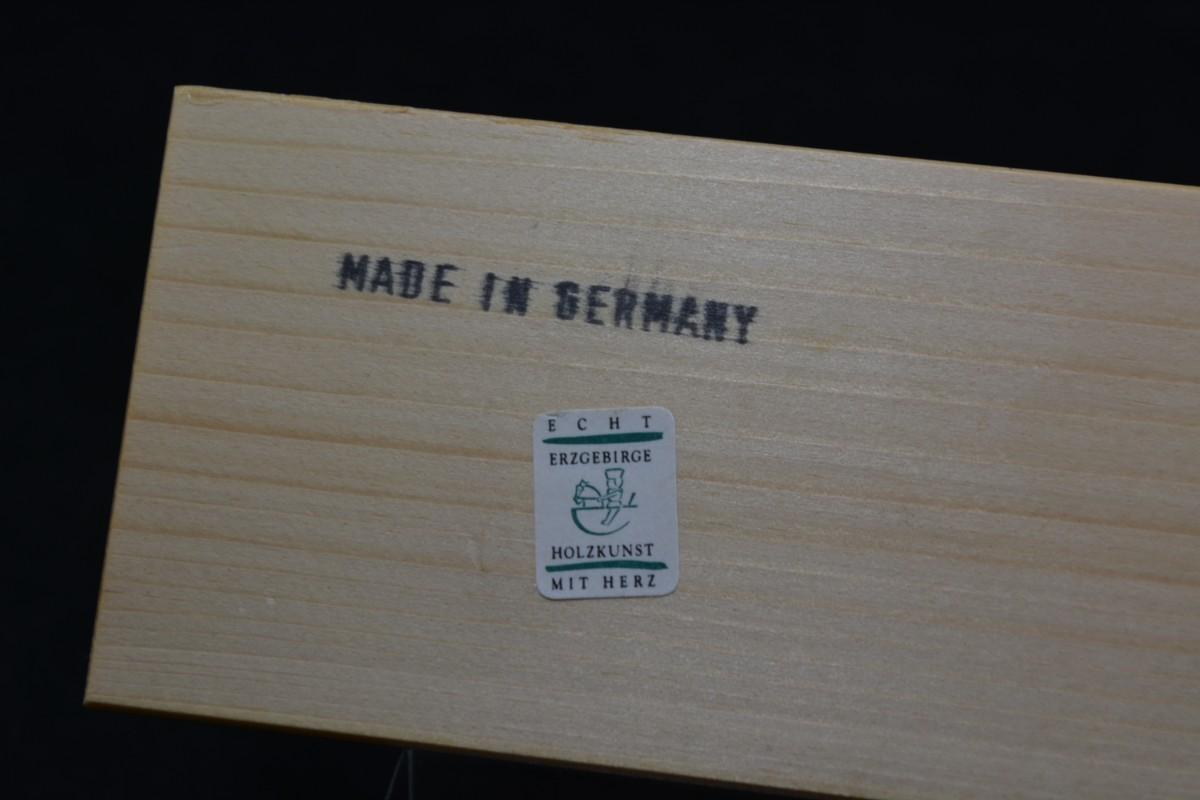 MADE IN GERMANY
ECHT
ERZGEBIRGE
HOLZKUNST
MIT HERZ